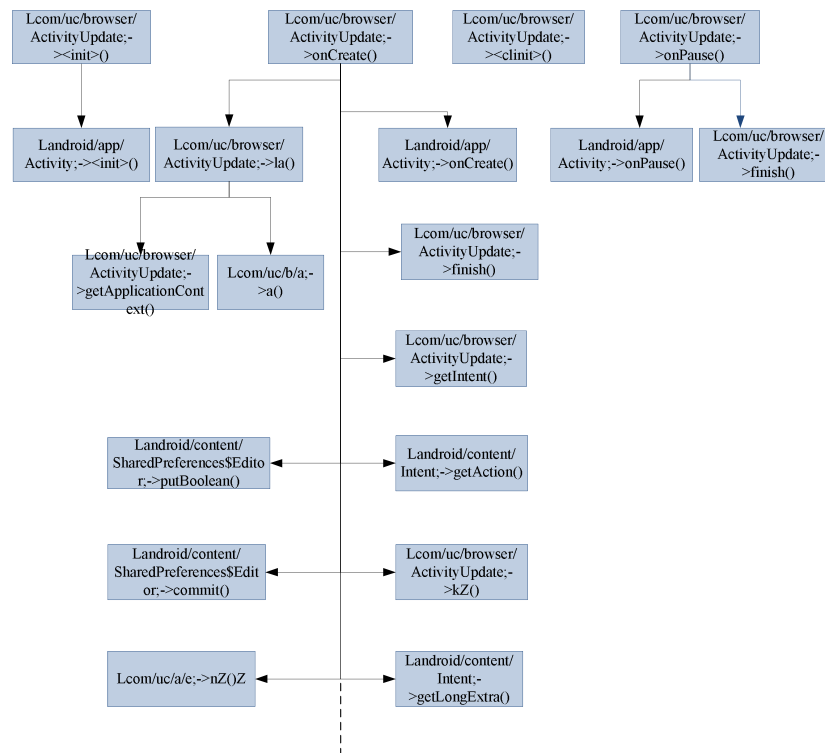 Lcom/uc/browser/
ActivityUpdate;-
><init>()
Lcom/uc/browser/
ActivityUpdate;-
>onCreate()
Lcom/uc/browser/
ActivityUpdate;-
><clinit>()
Lcom/uc/browser/
ActivityUpdate;-
>onPause()
Landroid/app/
Activity;-><init>()
Lcom/uc/browser/
ActivityUpdate;->la()
Landroid/app/
Activity;->onCreate()
Landroid/app/
Activity;->onPause()
Lcom/uc/browser/
ActivityUpdate;-
>finish()
Lcom/uc/browser/
ActivityUpdate;-
>getApplicationCont
ext()
Lcom/uc/b/a;-
>a()
Lcom/uc/browser/
ActivityUpdate;-
>finish()
Lcom/uc/browser/
ActivityUpdate;-
>getIntent()
Landroid/content/
SharedPreferences$Edito
r;->putBoolean()
Landroid/content/
Intent;->getAction()
Landroid/content/
SharedPreferences$Edit
or;->commit()
Lcom/uc/browser/
ActivityUpdate;-
>kZ()
Lcom/uc/a/e;->nZ()Z
Landroid/content/
Intent;-
>getLongExtra()